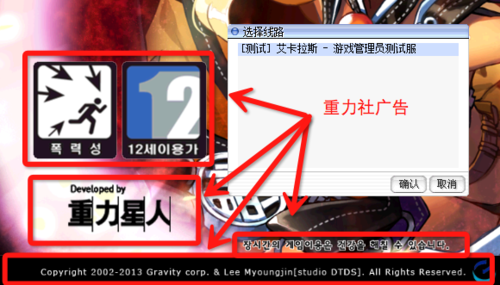 选择线路
[测试] 艾卡拉斯 - 游戏管理员测试服
重力社广告
폭력성
12세이용가
12
确认
取消
Developed by
重力星人
장시간의 게임이용은 건강을 해칠 수 있습니다.
Copyright 2002-2013 Gravity corp. & Lee Myoungjin[studio DTDS]. All Rights Reserved.